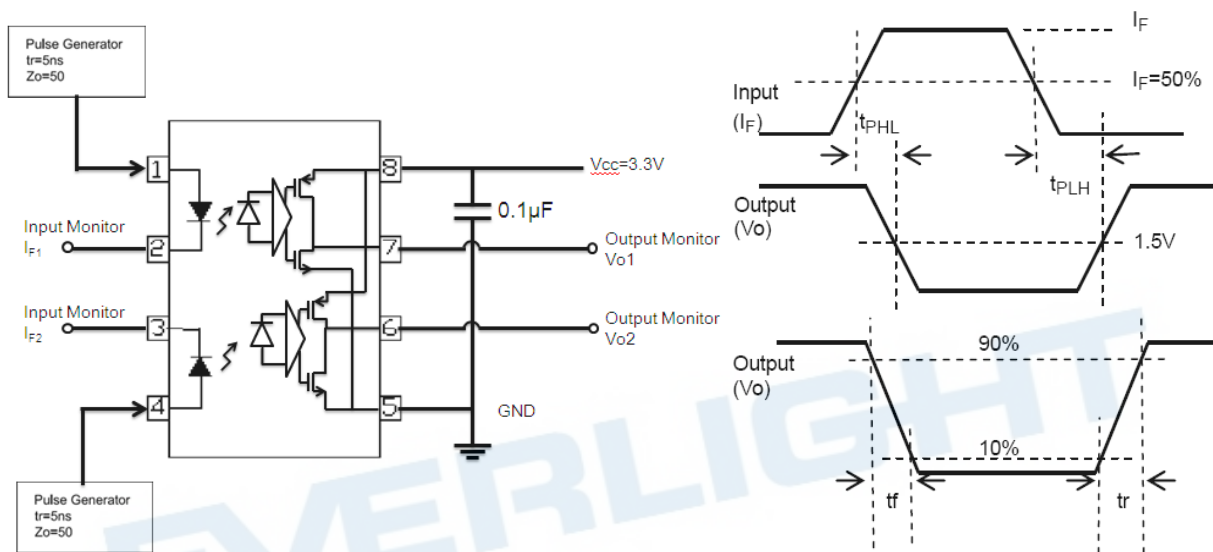 Pulse Generator
tr=5ns
Zo=50
1
8
Vcc=3.3V
0.1µF
Input Monitor
IF1
2
7
Output Monitor
Vo1
Input Monitor
IF2
3
6
Output Monitor
Vo2
4
5
GND
Pulse Generator
tr=5ns
Zo=50
IF
IF=50%
Input
(IF)
tPHL
tPLH
Output
(Vo)
1.5V
Output
(Vo)
90%
10%
tf
tr
EVERLIGHT